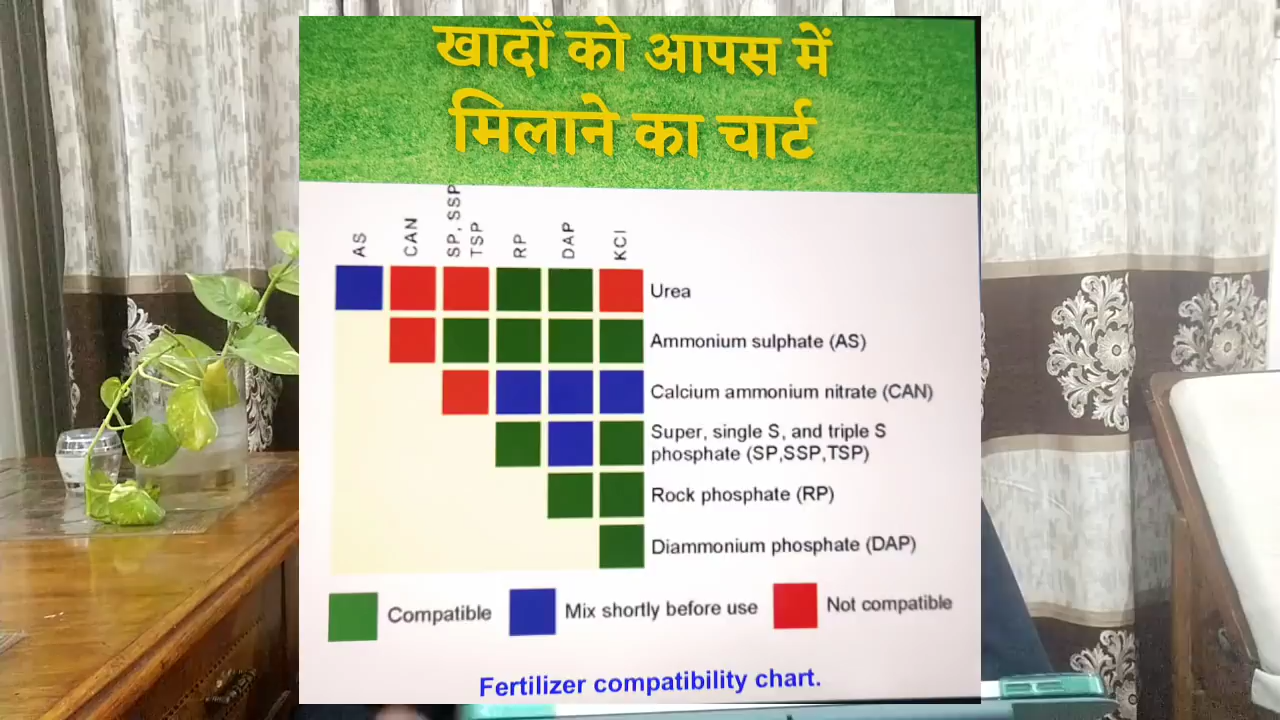 खादों को आपस में
मिलाने का चार्ट
AS
CAN
SP, SSP
TSP
RP
DAP
KCl
Urea
Ammonium sulphate (AS)
Calcium ammonium nitrate (CAN)
Super, single S, and triple S
phosphate (SP,SSP,TSP)
Rock phosphate (RP)
Diammonium phosphate (DAP)
Compatible
Mix shortly before use
Not compatible
Fertilizer compatibility chart.